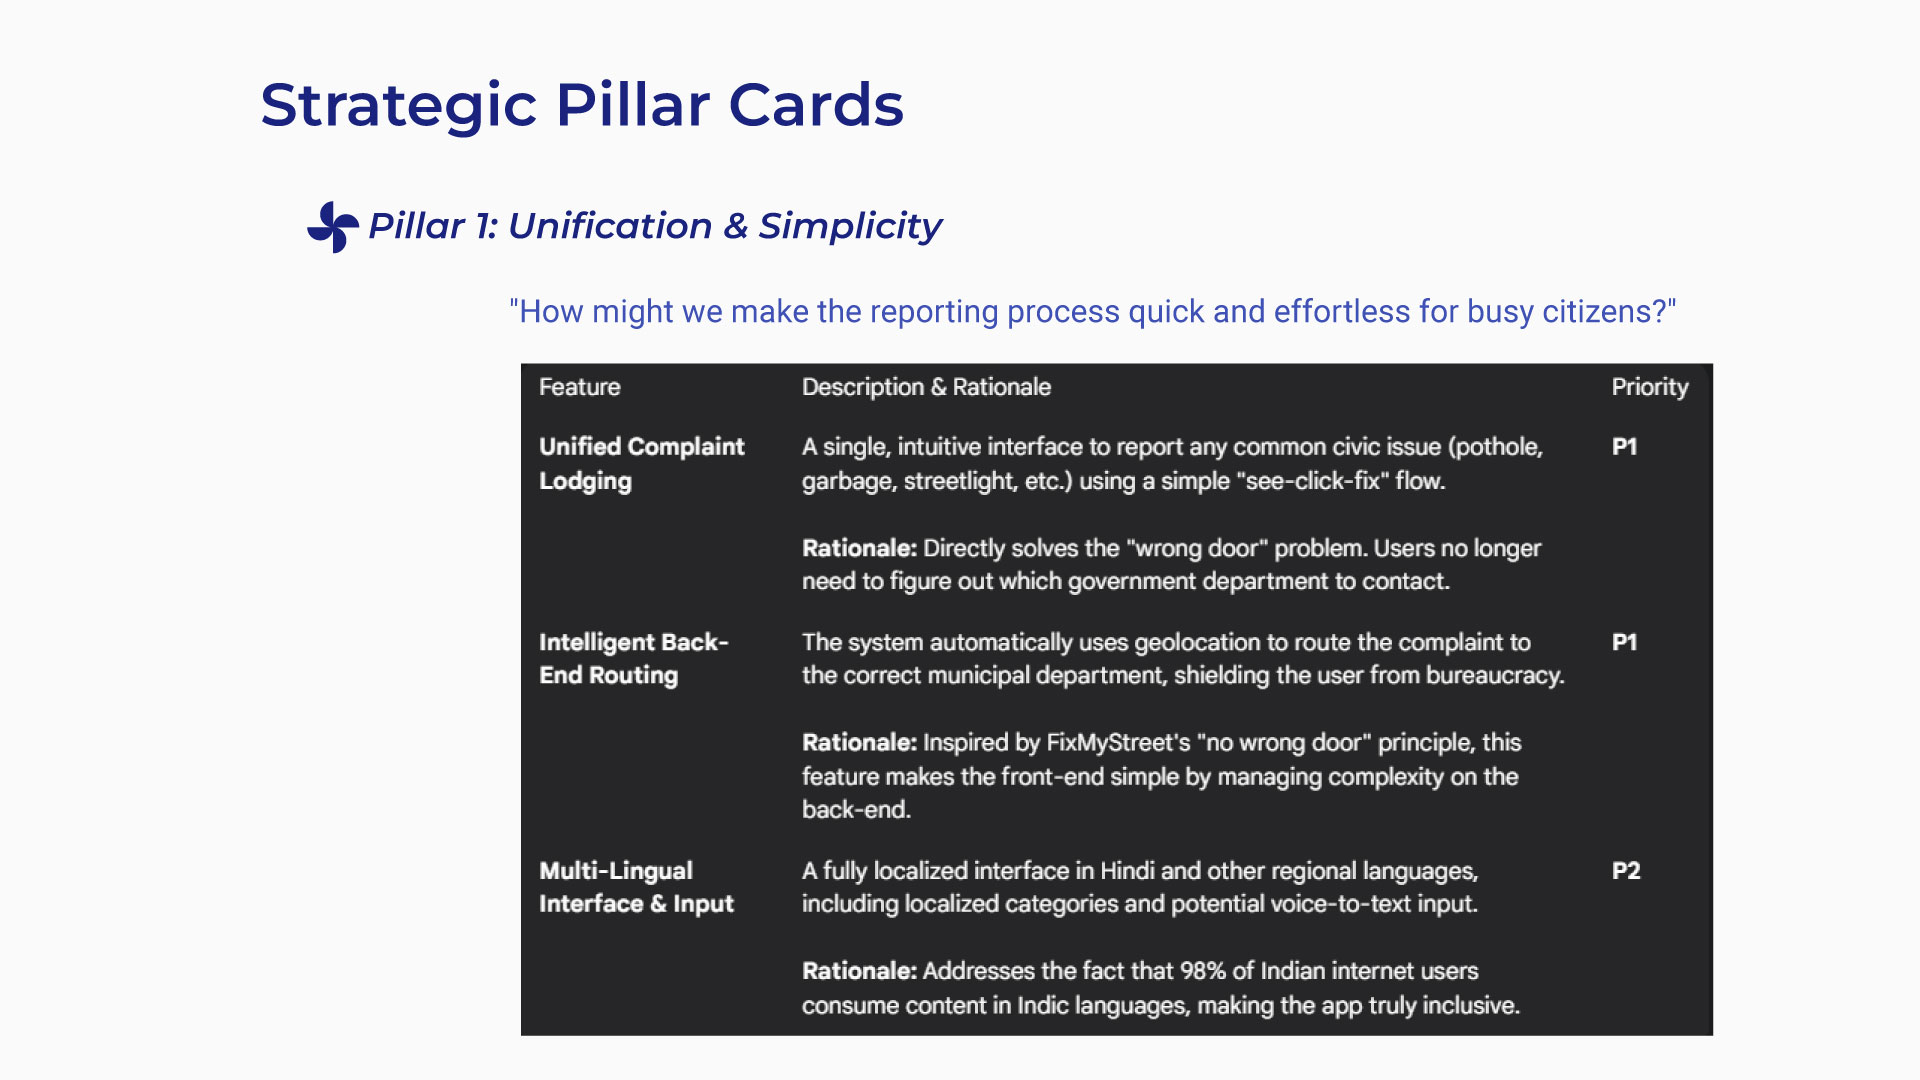 Strategic Pillar Cards
Pillar 1: Unification & Simplicity
"How might we make the reporting process quick and effortless for busy citizens?"
Feature Description & Rationale Priority
Unified Complaint Lodging
A single, intuitive interface to report any common civic issue (pothole,
garbage, streetlight, etc.) using a simple "see-click-fix" flow.
P1
Rationale: Directly solves the "wrong door" problem. Users no longer
need to figure out which government department to contact.
Intelligent Back-
End Routing
The system automatically uses geolocation to route the complaint to
the correct municipal department, shielding the user from bureaucracy.
P1
Rationale: Inspired by FixMyStreet's "no wrong door" principle, this
feature makes the front-end simple by managing complexity on the
back-end.
Multi-Lingual
Interface & Input
A fully localized interface in Hindi and other regional languages,
including localized categories and potential voice-to-text input.
P2
Rationale: Addresses the fact that 98% of Indian internet users
consume content in Indic languages, making the app truly inclusive.